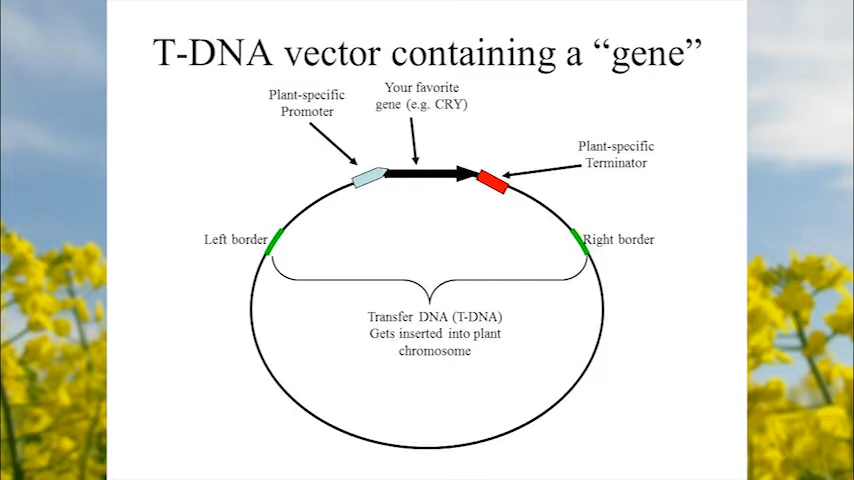 T-DNA vector containing a “gene”
Plant-specific
Promoter
Your favorite
gene (e.g. CRY)
Plant-specific
Terminator
Left border
Right border
Transfer DNA (T-DNA)
Gets inserted into plant
chromosome